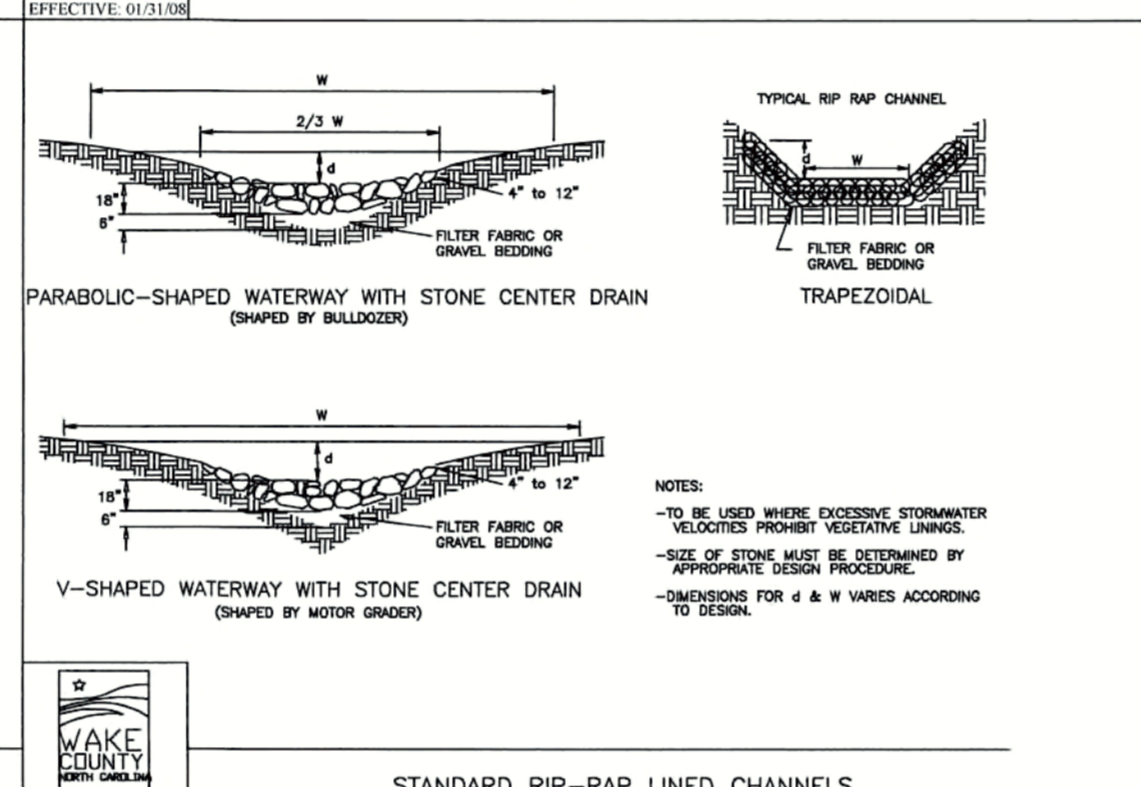 EFFECTIVE: 01/31/08
W
2/3 W
d
18"
6"
4" to 12"
FILTER FABRIC OR
GRAVEL BEDDING
PARABOLIC-SHAPED WATERWAY WITH STONE CENTER DRAIN
(SHAPED BY BULLDOZER)
TYPICAL RIP RAP CHANNEL
d
W
FILTER FABRIC OR
GRAVEL BEDDING
TRAPEZOIDAL
W
d
18"
6"
4" to 12"
FILTER FABRIC OR
GRAVEL BEDDING
V-SHAPED WATERWAY WITH STONE CENTER DRAIN
(SHAPED BY MOTOR GRADER)
NOTES:
-TO BE USED WHERE EXCESSIVE STORMWATER
VELOCITIES PROHIBIT VEGETATIVE LININGS.
-SIZE OF STONE MUST BE DETERMINED BY
APPROPRIATE DESIGN PROCEDURE.
-DIMENSIONS FOR d & W VARIES ACCORDING
TO DESIGN.
WAKE
COUNTY
NORTH CAROLINA
STANDARD RIP-RAP LINED CHANNELS